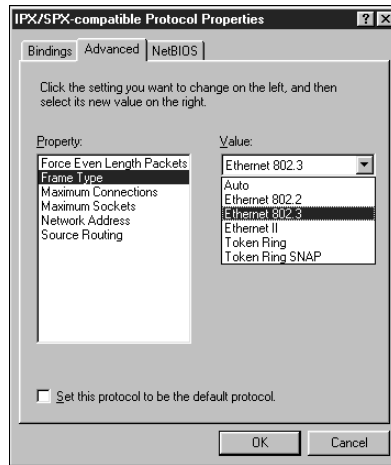 IPX/SPX-compatible Protocol Properties
? X
Bindings Advanced NetBIOS
Click the setting you want to change on the left, and then
select its new value on the right.
Property:
Force Even Length Packets
Frame Type
Maximum Connections
Maximum Sockets
Network Address
Source Routing
Value:
Ethernet 802.3
Auto
Ethernet 802.2
Ethernet 802.3
Ethernet II
Token Ring
Token Ring SNAP
Set this protocol to be the default protocol.
OK Cancel